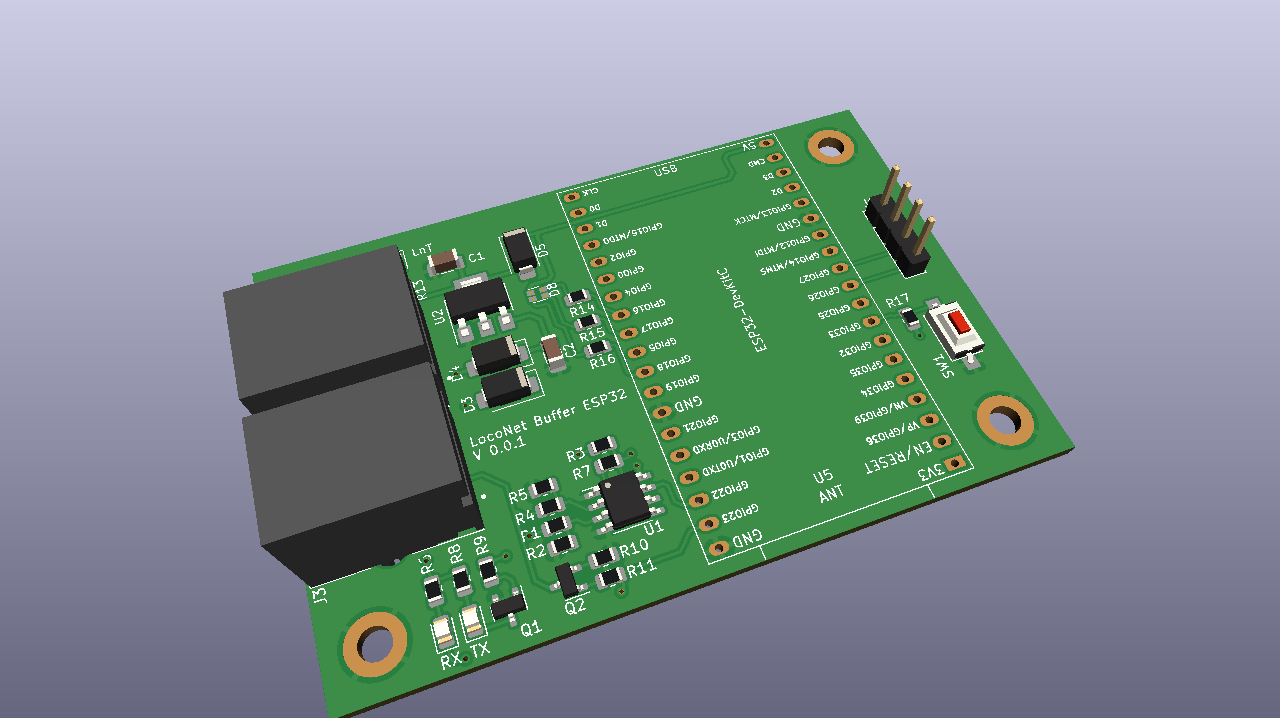 USB
5V
GND
D3
D2
GPIO13/MTCK
GND
GPIO12/MTDI
GPIO14/MTMS
GPIO27
GPIO26
GPIO25
GPIO33
GPIO32
GPIO35
GPIO34
VN/GPIO39
VP/GPIO36
EN/RESET
3V3
CLK
D0
D1
GPIO15/MTDO
GPIO2
GPIO0
GPIO4
GPIO16
GPIO17
GPIO5
GPIO18
GPIO19
GND
GPIO21
GPIO3/U0RXD
GPIO1/U0TXD
GPIO22
GPIO23
GND
ESP32-DevKitC
U5
ANT
R17
SW1
LnT
C1
D5
R13
U2
D8
R14
R15
R16
C2
D4
D3
LocoNet Buffer ESP32
V 0.0.1
R3
R7
R5
R4
R1
R2
U1
R10
R11
Q2
R6
R8
R9
J3
Q1
RX
TX